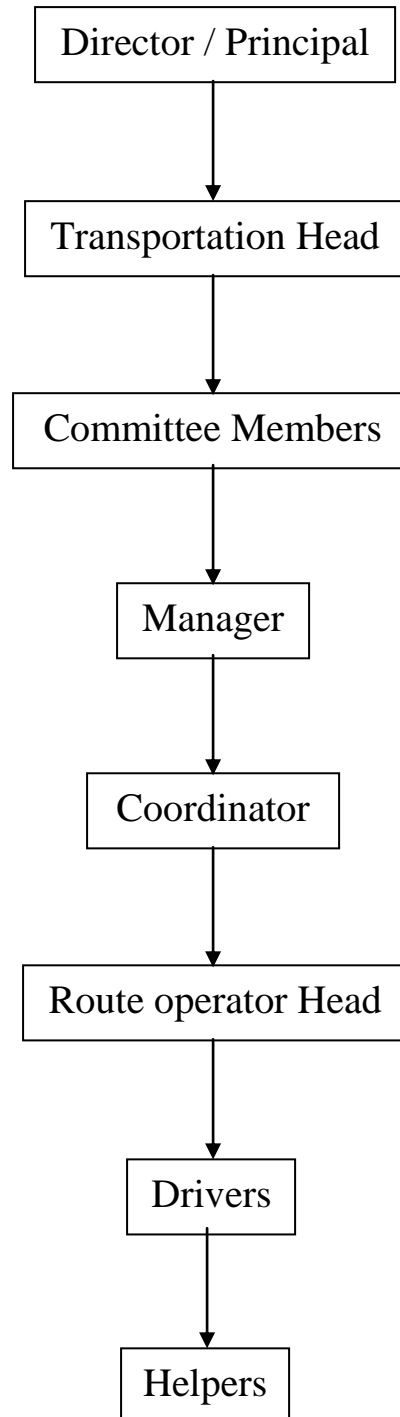 Director / Principal
Transportation Head
Committee Members
Manager
Coordinator
Route operator Head
Drivers
Helpers